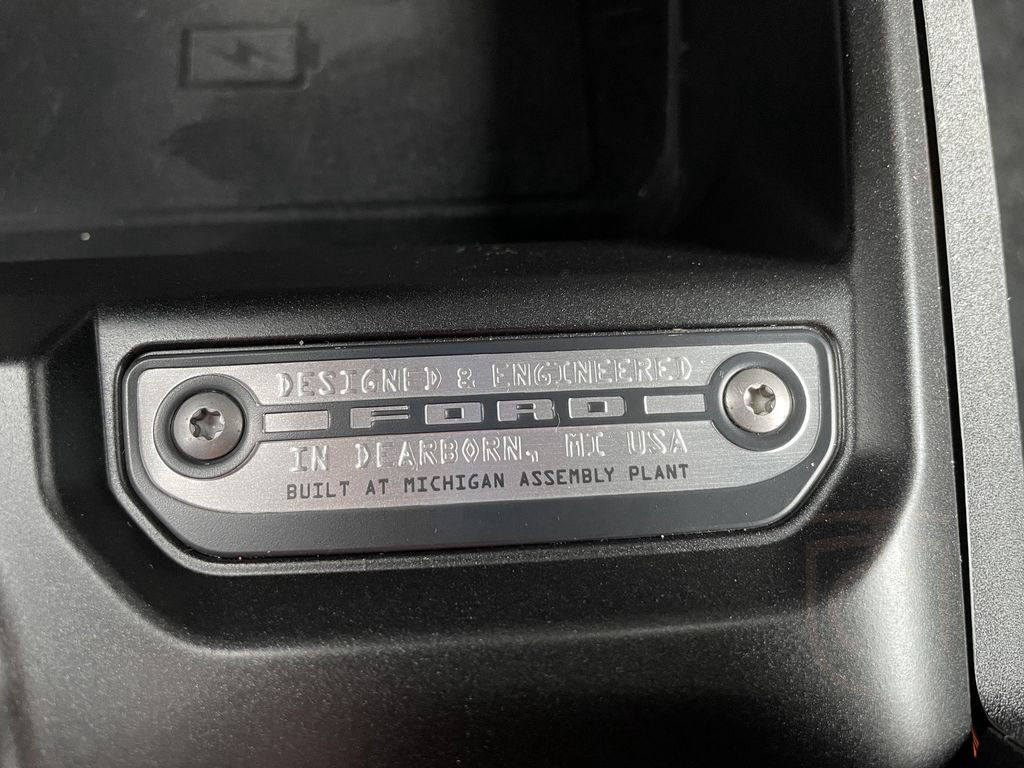 DESIGNED & ENGINEERED
FORD
IN DEARBORN, MI USA
BUILT AT MICHIGAN ASSEMBLY PLANT